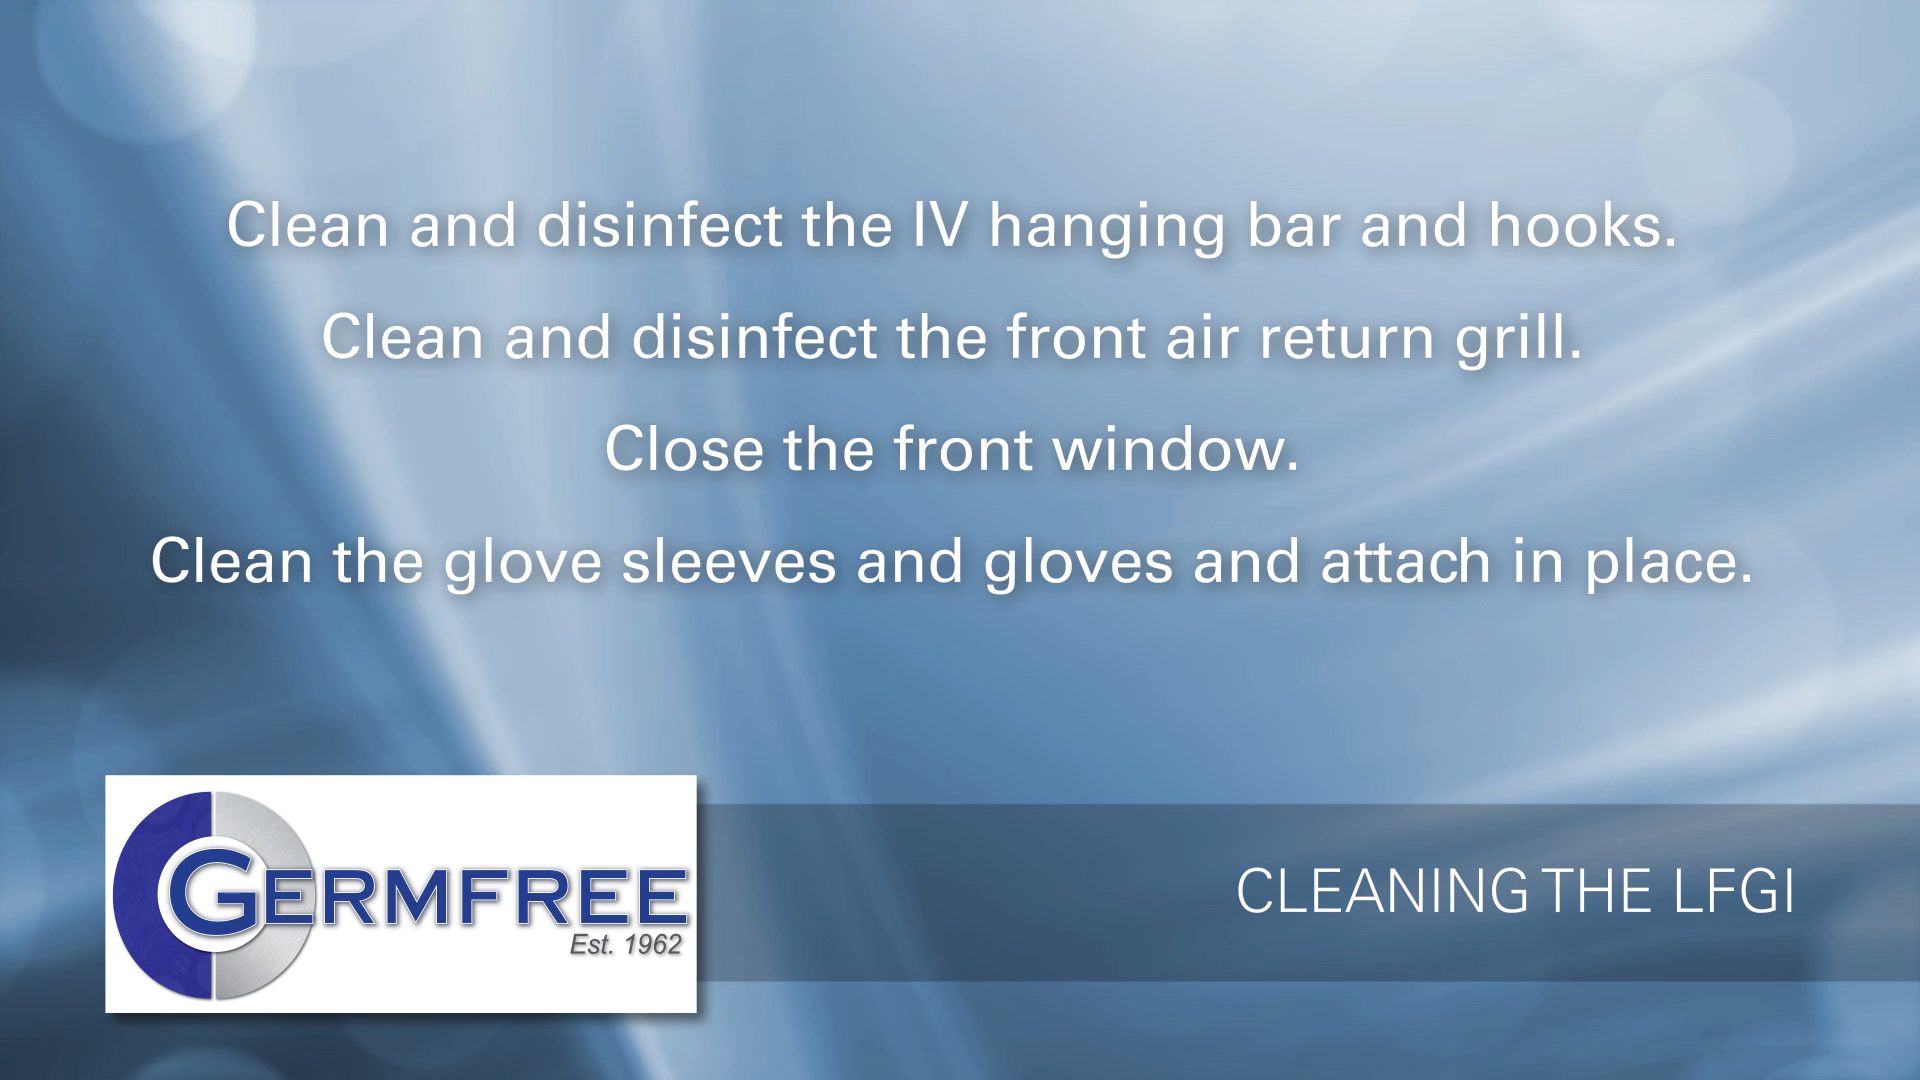 Clean and disinfect the IV hanging bar and hooks.
Clean and disinfect the front air return grill.
Close the front window.
Clean the glove sleeves and gloves and attach in place.
GERMFREE
Est. 1962
CLEANING THE LFGI